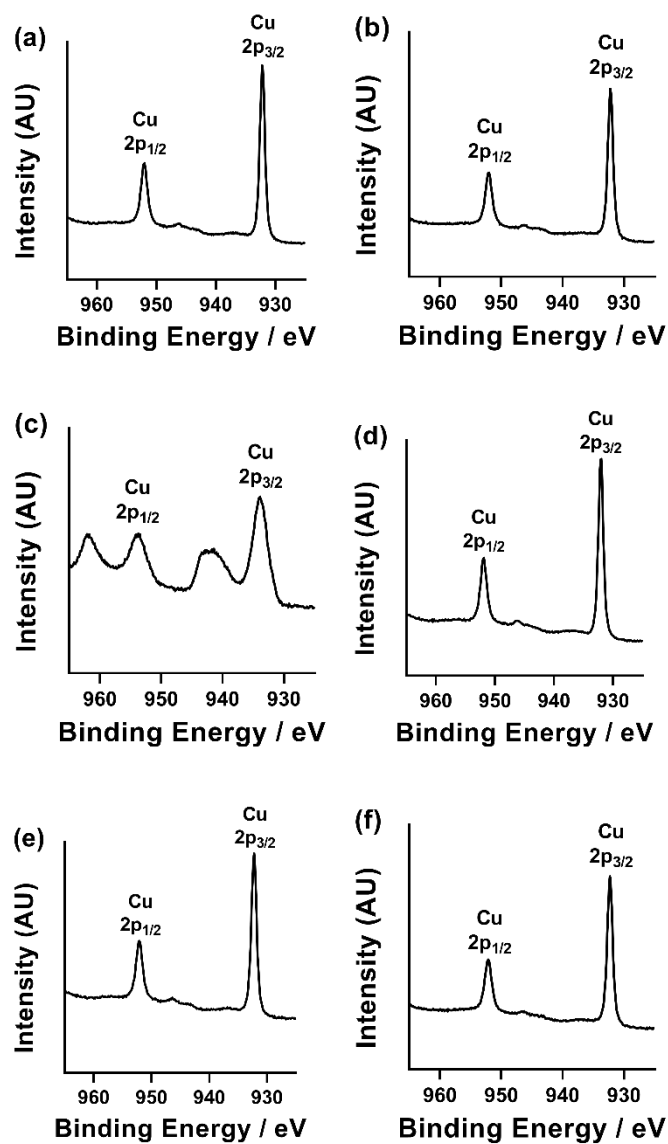 (a)
Cu
2p3/2
Cu
2p1/2
Intensity (AU)
960 950 940 930
Binding Energy / eV
(b)
Cu
2p3/2
Cu
2p1/2
Intensity (AU)
960 950 940 930
Binding Energy / eV
(c)
Cu
2p3/2
Cu
2p1/2
Intensity (AU)
960 950 940 930
Binding Energy / eV
(d)
Cu
2p3/2
Cu
2p1/2
Intensity (AU)
960 950 940 930
Binding Energy / eV
(e)
Cu
2p3/2
Cu
2p1/2
Intensity (AU)
960 950 940 930
Binding Energy / eV
(f)
Cu
2p3/2
Cu
2p1/2
Intensity (AU)
960 950 940 930
Binding Energy / eV